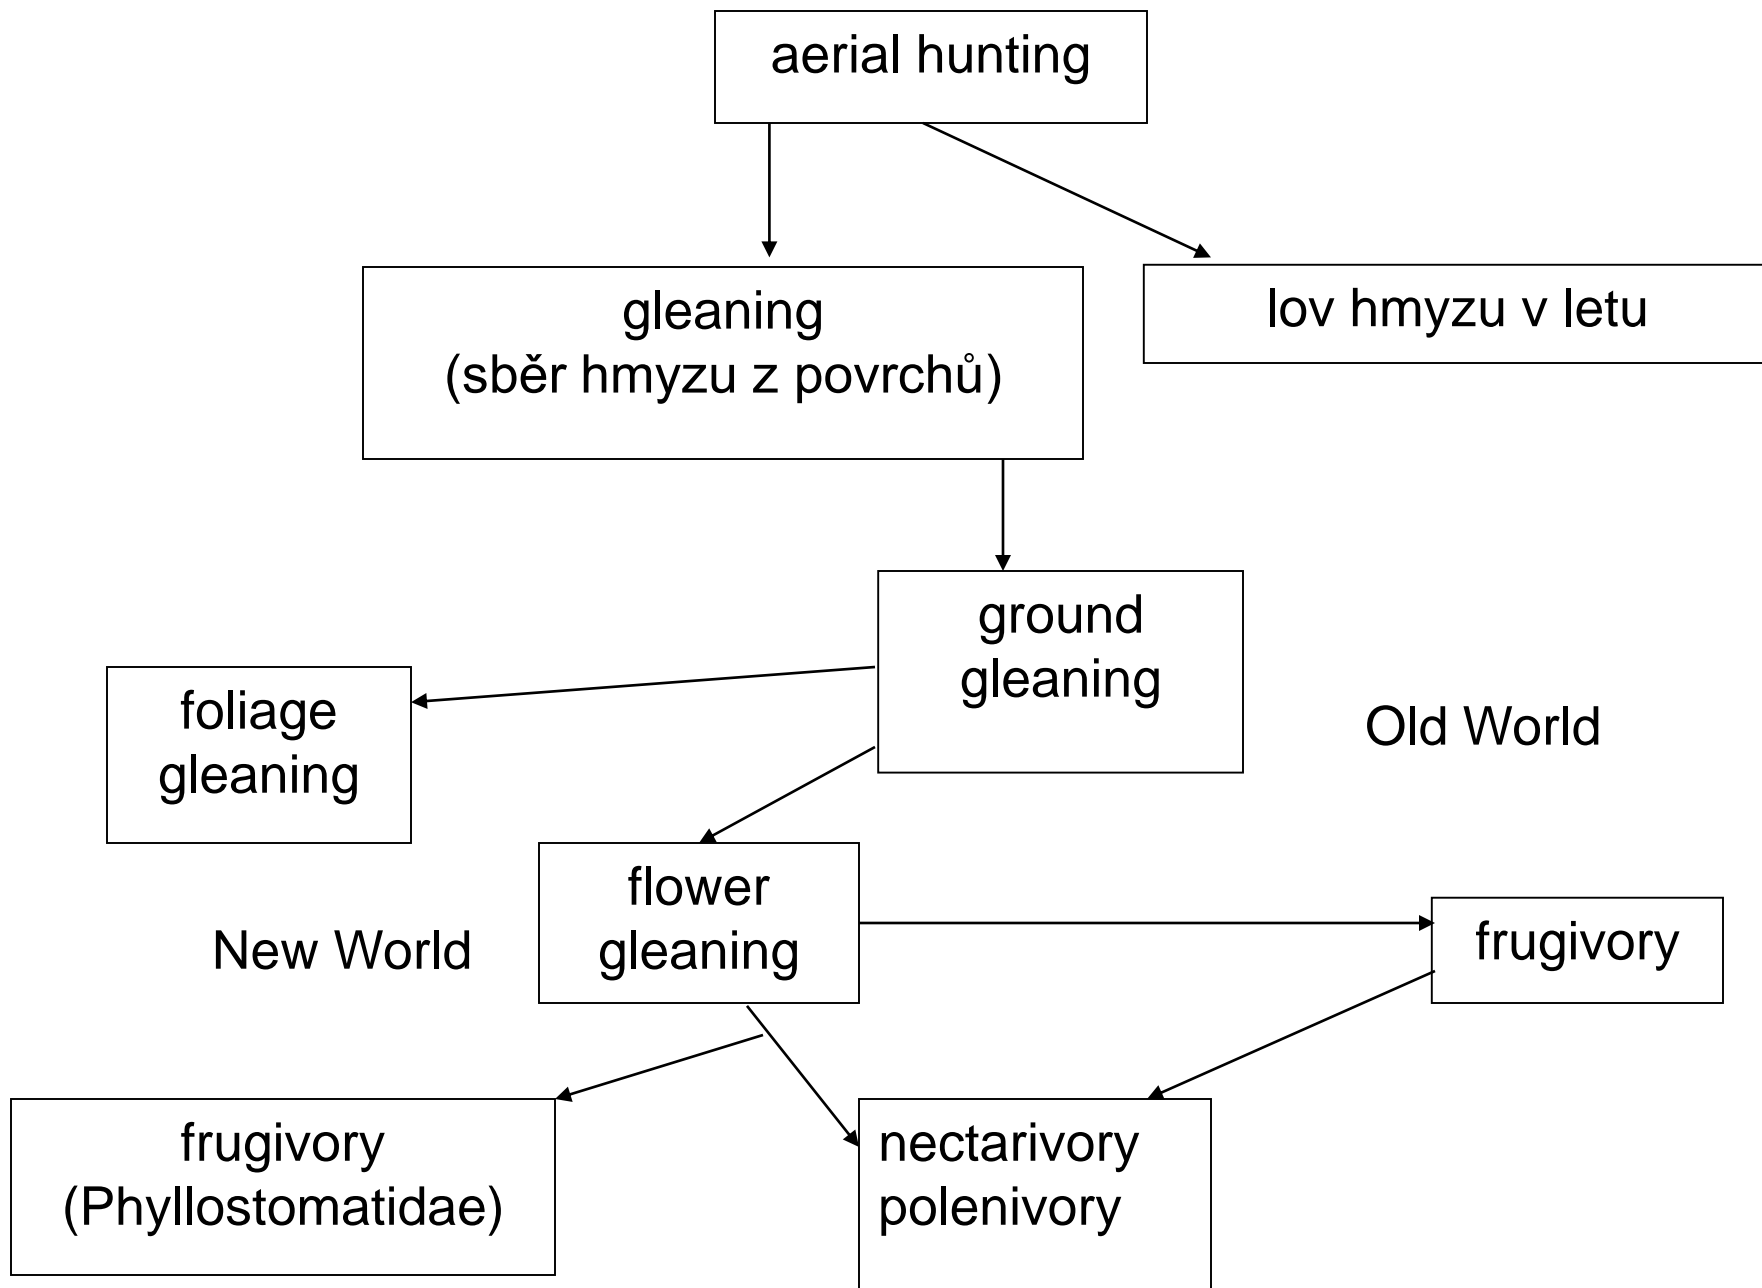 aerial hunting
gleaning
(sběr hmyzu z povrchů)
lov hmyzu v letu
ground
gleaning
foliage
gleaning
Old World
flower
gleaning
New World
frugivory
frugivory
(Phyllostomatidae)
nectarivory
polenivory